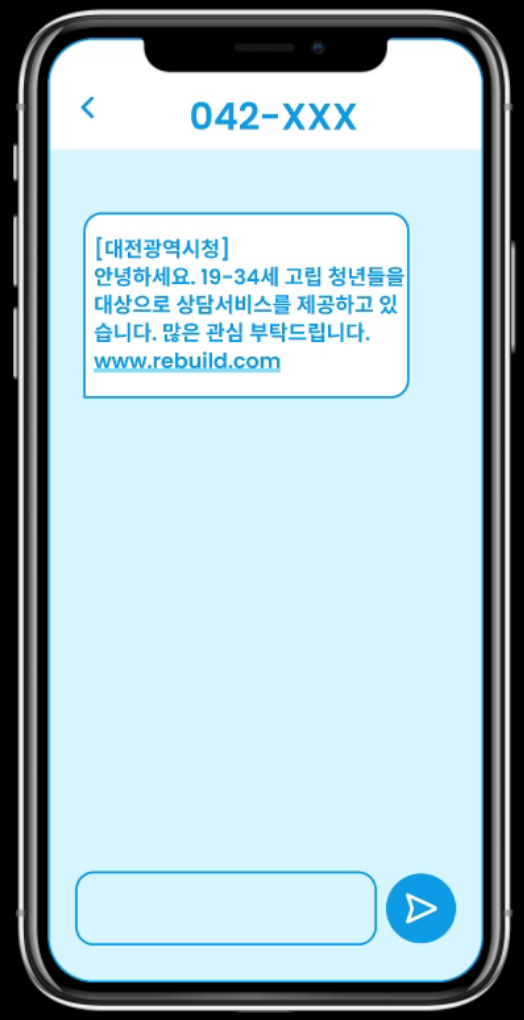 042-XXX
[대전광역시청]
안녕하세요. 19-34세 고립 청년들을
대상으로 상담서비스를 제공하고 있
습니다. 많은 관심 부탁드립니다.
www.rebuild.com